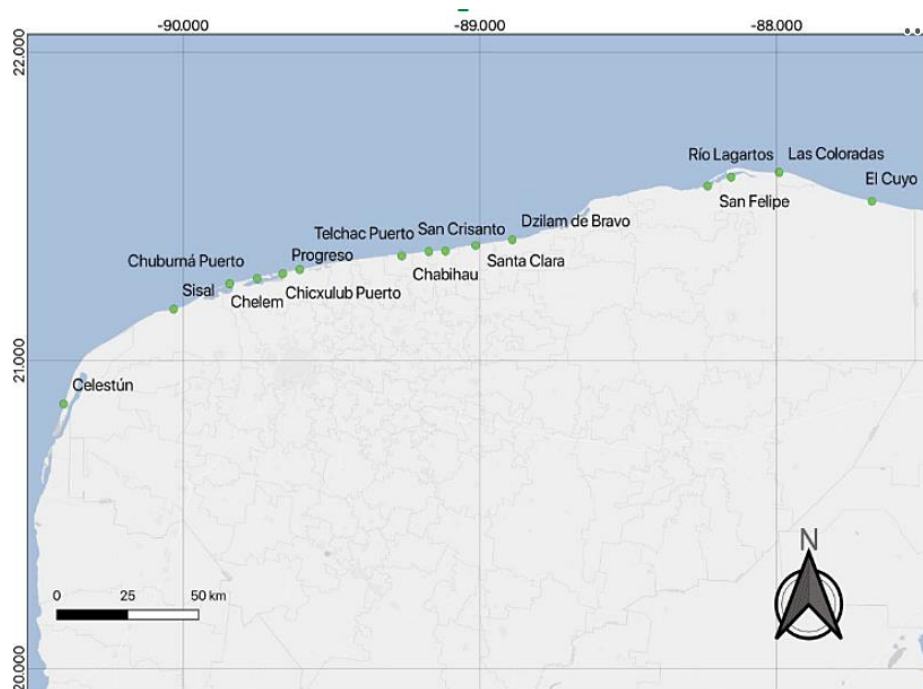 -90.000
-89.000
-88.000
22.000
Río Lagartos
Las Coloradas
El Cuyo
San Felipe
Telchac Puerto
San Crisanto
Dzilam de Bravo
Chuburná Puerto
Progreso
Chabihau
Santa Clara
Sisal
Chelem
Chicxulub Puerto
21.000
Celestún
N
0 25 50 km
20.000